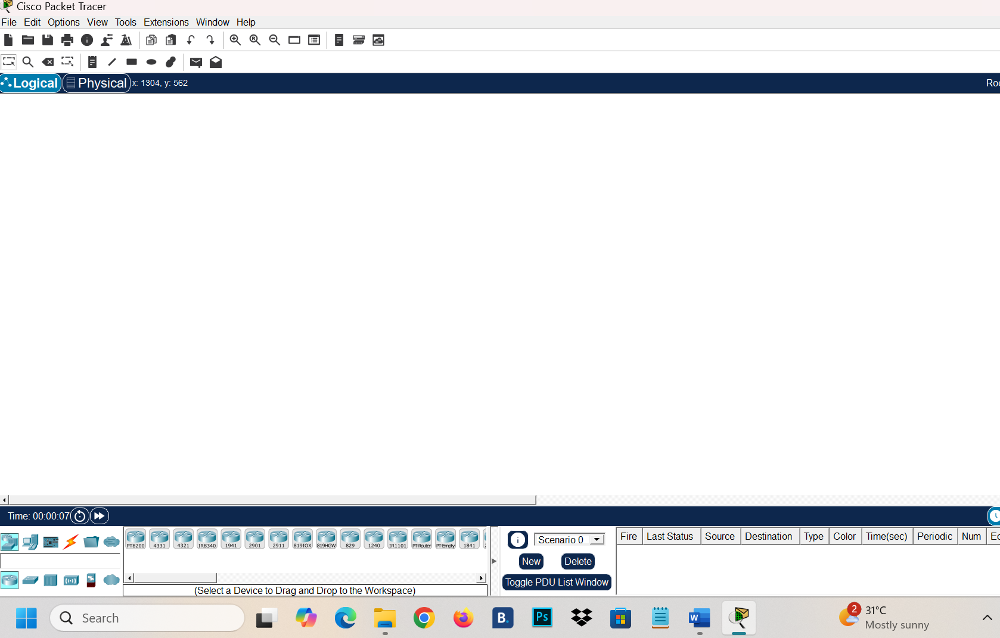 Cisco Packet Tracer
File Edit Options View Tools Extensions Window Help
Logical Physical x: 1304, y: 562
Time: 00:00:07
PT8200 4331 4321 IR8340 1941 2901 2911 819IOX 819HGW 829 1240 IR1101 PT-Router PT-Empty 1841
(Select a Device to Drag and Drop to the Workspace)
Scenario 0
New Delete
Toggle PDU List Window
Fire Last Status Source Destination Type Color Time(sec) Periodic Num
Search
B.
Ps
W
2
31°C
Mostly sunny